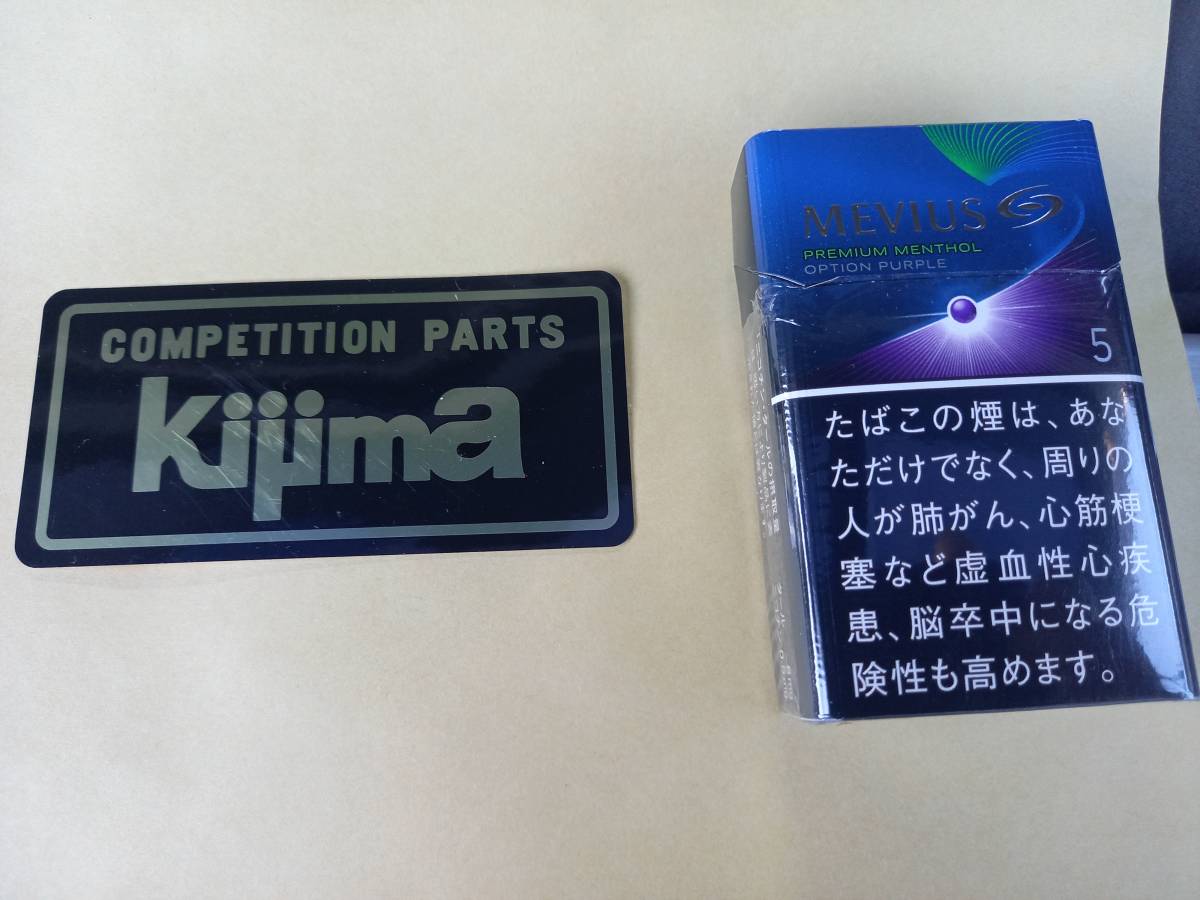 COMPETITION PARTS
kijima
MEVIUS
PREMIUM MENTHOL
OPTION PURPLE
5
たばこの煙は、あな
ただけでなく、周りの
人が肺がん、心筋梗
塞など虚血性心疾
患、脳卒中になる危
険性も高めます。